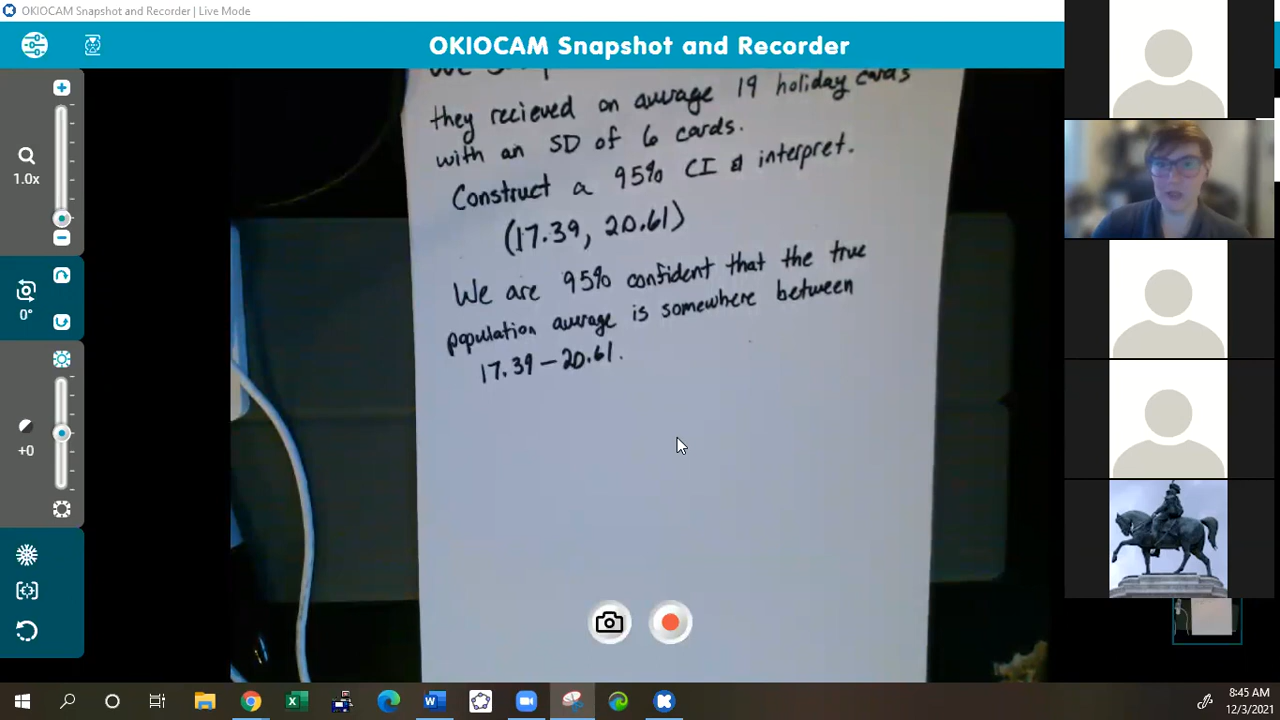 OKIOCAM Snapshot and Recorder | Live Mode
OKIOCAM Snapshot and Recorder
they recieved on average 19 holiday cards
with an SD of 6 cards.
Construct a 95% CI & interpret.
(17.39, 20.61)
We are 95% confident that the true
population average is somewhere between
17.39 – 20.61.
1.0x
0°
+0
8:45 AM
12/3/2021